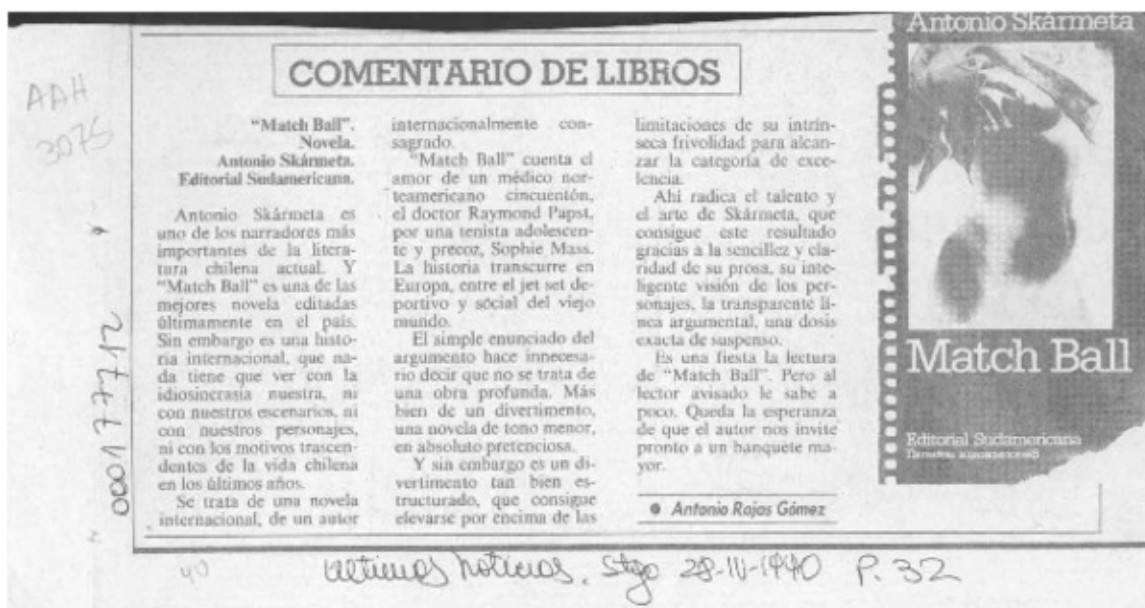 AAH
3075
COMENTARIO DE LIBROS
"Match Ball".
Novela.
Antonio Skármeta.
Editorial Sudamericana.
Antonio Skármeta es
uno de los narradores más
importantes de la litera-
tura chilena actual. Y
"Match Ball" es una de las
mejores novela editadas
últimamente en el país.
Sin embargo es una histo-
ria internacional, que na-
da tiene que ver con la
idiosincrasia nuestra, ni
con nuestros escenarios, ni
con nuestros personajes,
ni con los motivos trascen-
dentes de la vida chilena
en los últimos años.
Se trata de una novela
internacional, de un autor
internacionalmente con-
sagrado.
"Match Ball" cuenta el
amor de un médico nor-
teamericano cincuentón,
el doctor Raymond Papst,
por una tenista adolescen-
te y precoz, Sophie Mass.
La historia transcurre en
Europa, entre el jet set de-
portivo y social del viejo
mundo.
El simple enunciado del
argumento hace innecesa-
rio decir que no se trata de
una obra profunda. Más
bien de un divertimento,
una novela de tono menor,
en absoluto pretenciosa.
Y sin embargo es un di-
vertimento tan bien es-
tructurado, que consigue
elevarse por encima de las
limitaciones de su intrín-
seca frivolidad para alcan-
zar la categoría de exce-
lencia.
Ahí radica el talento y
el arte de Skármeta, que
consigue este resultado
gracias a la sencillez y cla-
ridad de su prosa, su inte-
ligente visión de los per-
sonajes, la transparente lí-
nea argumental, una dosis
exacta de suspenso.
Es una fiesta la lectura
de "Match Ball". Pero al
lector avisado le sabe a
poco. Queda la esperanza
de que el autor nos invite
pronto a un banquete ma-
yor.
Antonio Rojas Gómez
Antonio Skármeta
Match Ball
Editorial Sudamericana
40
Ultimas Noticias, Stgo
P. 32